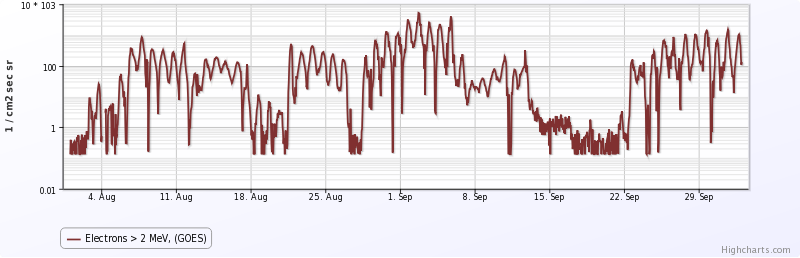 10 * 103
100
1
0.01
1 / cm2 sec sr
4. Aug 11. Aug 18. Aug 25. Aug 1. Sep 8. Sep 15. Sep 22. Sep 29. Sep
Electrons > 2 MeV, (GOES)
Highcharts.com